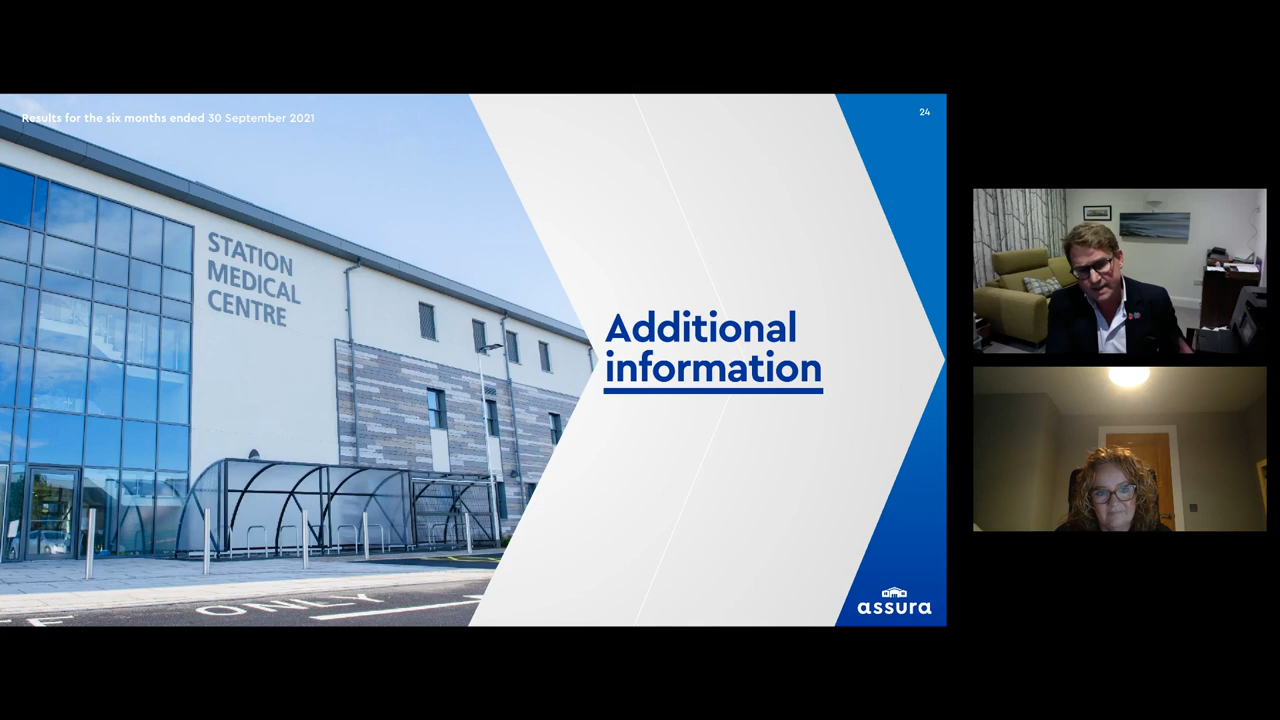 Results for the six months ended 30 September 2021
24
STATION
MEDICAL
CENTRE
Additional
information
ONLY
assura